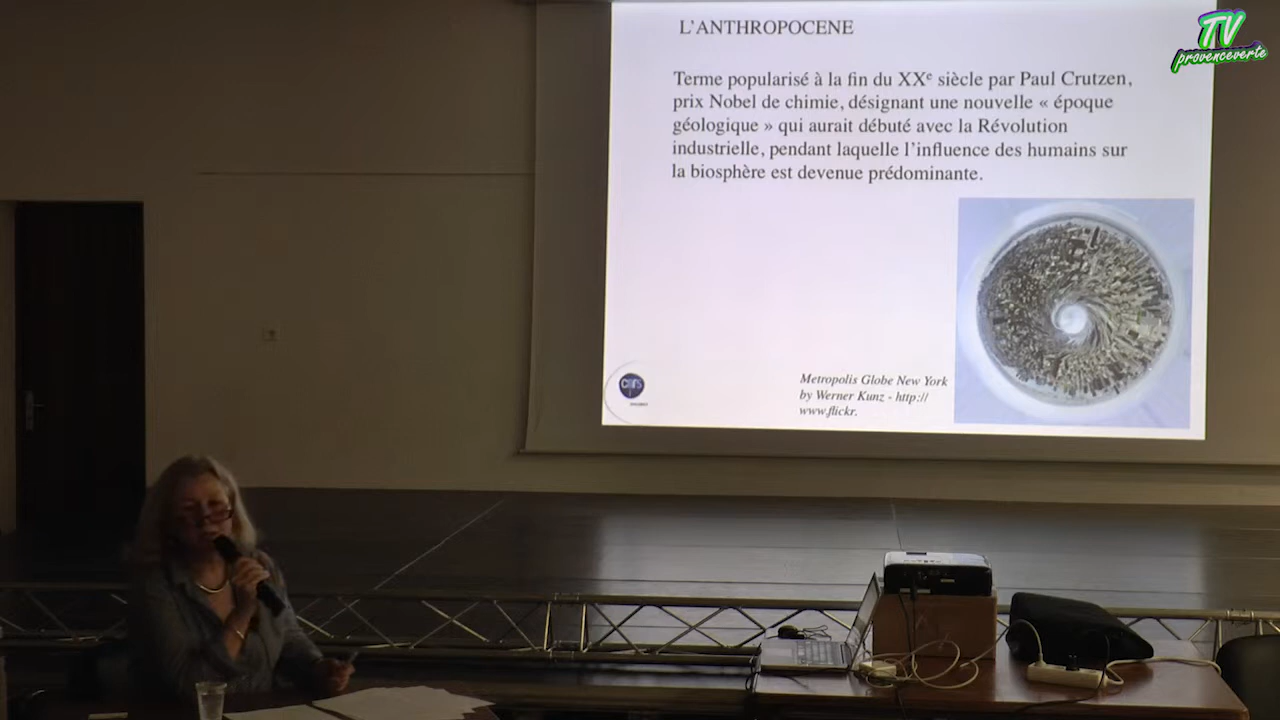 TV
provenceverte
L'ANTHROPOCENE
Terme popularisé à la fin du XXe siècle par Paul Crutzen,
prix Nobel de chimie, désignant une nouvelle « époque
géologique » qui aurait débuté avec la Révolution
industrielle, pendant laquelle l'influence des humains sur
la biosphère est devenue prédominante.
Metropolis Globe New York
by Werner Kunz - http://
www.flickr.
cnrs